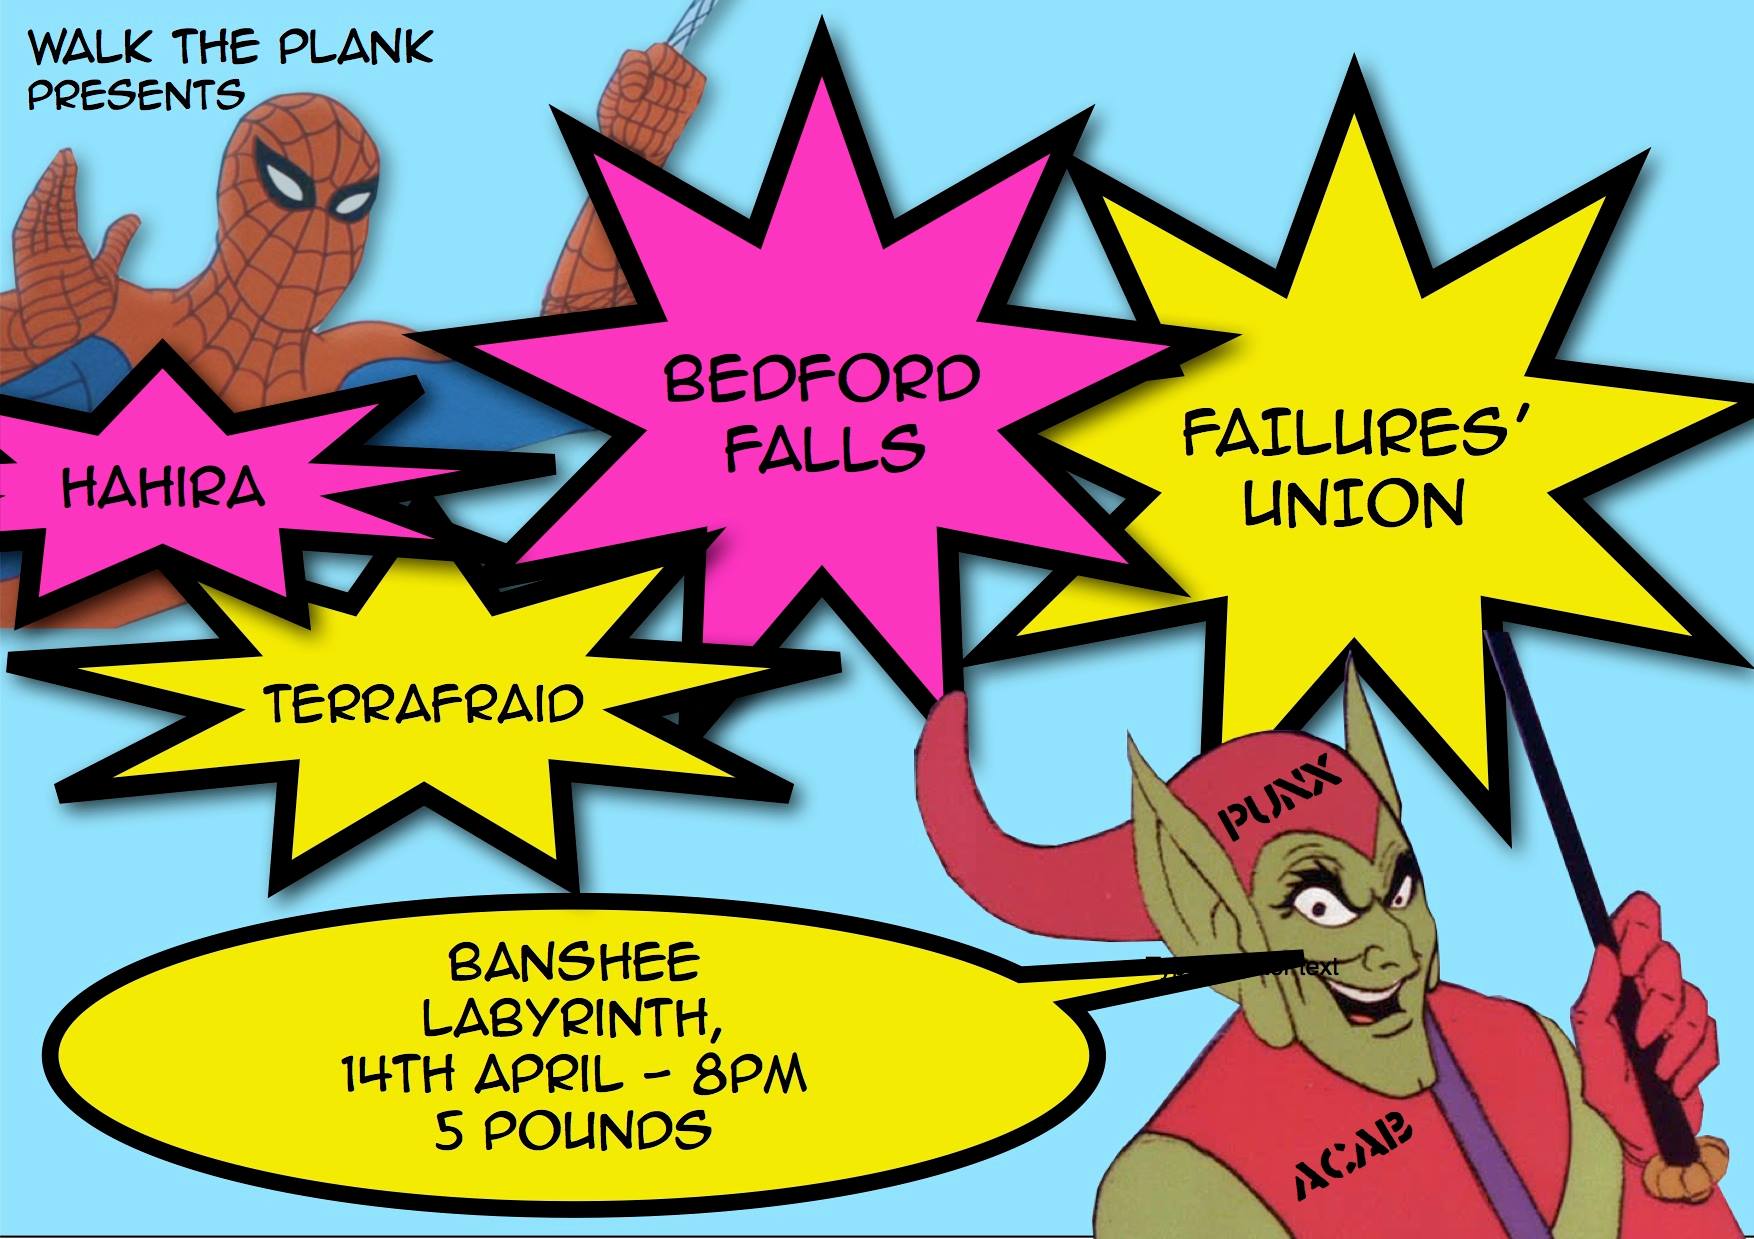 WALK THE PLANK
PRESENTS
BEDFORD
FALLS
FAILURES'
UNION
HAHIRA
TERRAFRAID
PUNX
BANSHEE
LABYRINTH,
14TH APRIL - 8PM
5 POUNDS
text
ACAB